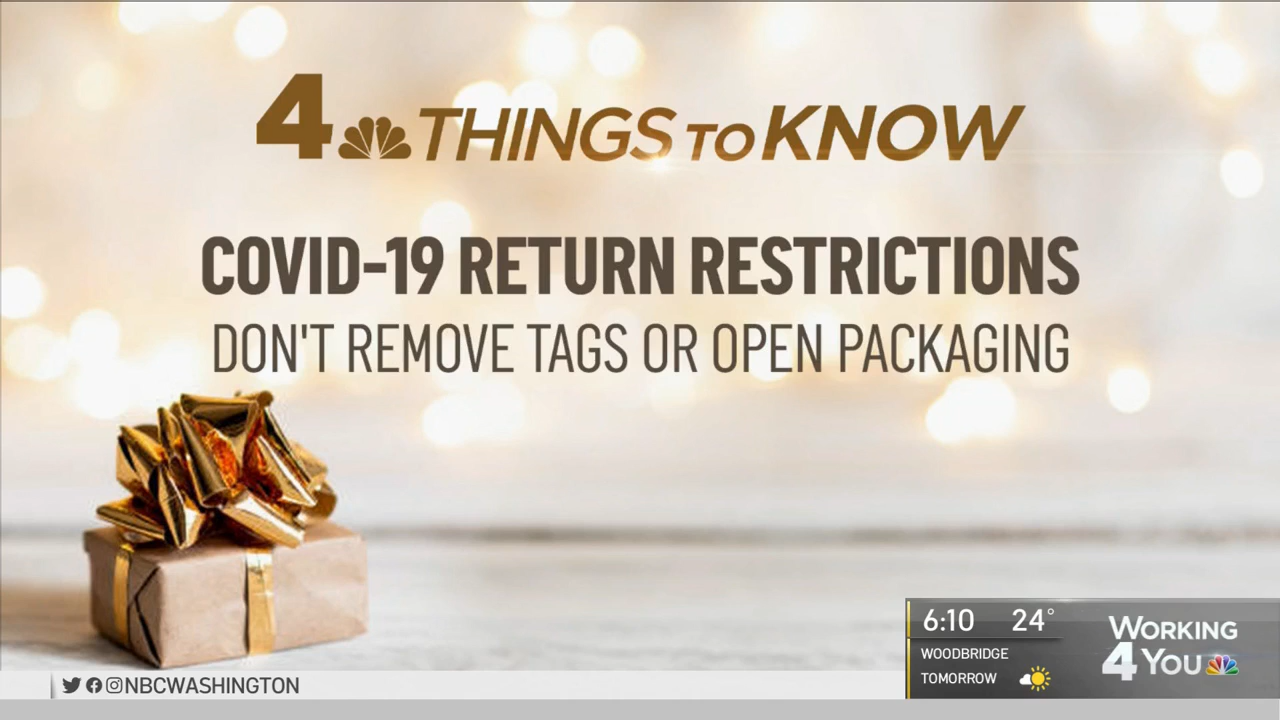 4 THINGS TO KNOW
COVID-19 RETURN RESTRICTIONS
DON'T REMOVE TAGS OR OPEN PACKAGING
6:10 24°
WOODBRIDGE
TOMORROW
WORKING
4 YOU
NBCWASHINGTON